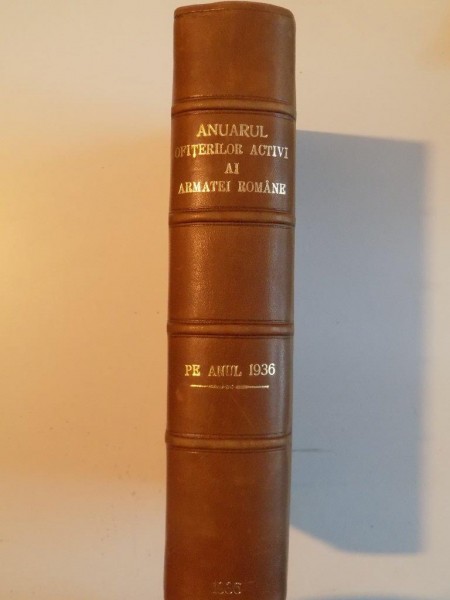 ANUARUL
OFIȚERILOR ACTIVI
AI
ARMATEI ROMÂNE
PE ANUL 1936